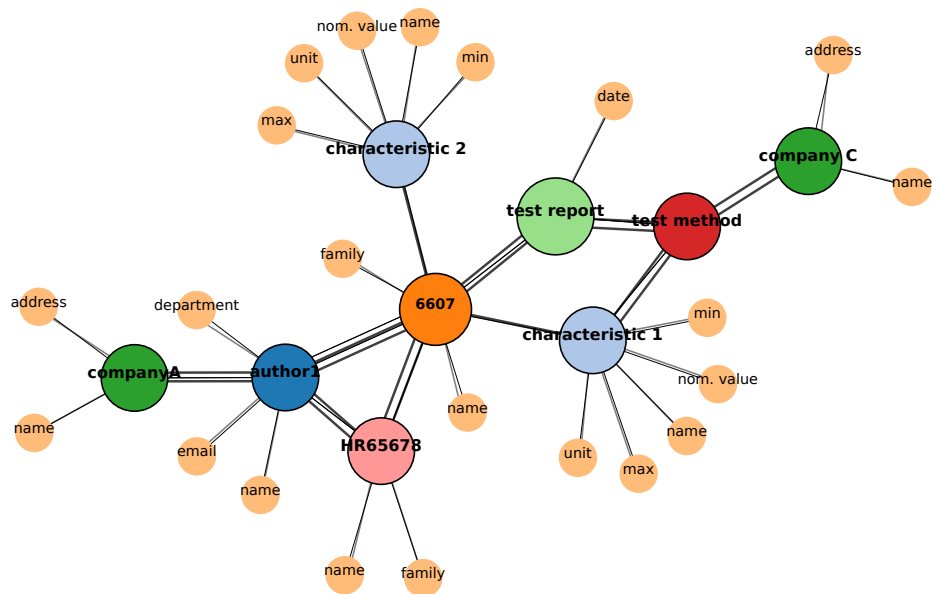 nom. value
name
unit
min
address
max
date
characteristic 2
company C
name
test report
test method
family
address
department
6607
min
characteristic 1
companyA
author1
nom. value
name
name
name
HR65678
email
unit
max
name
name
family